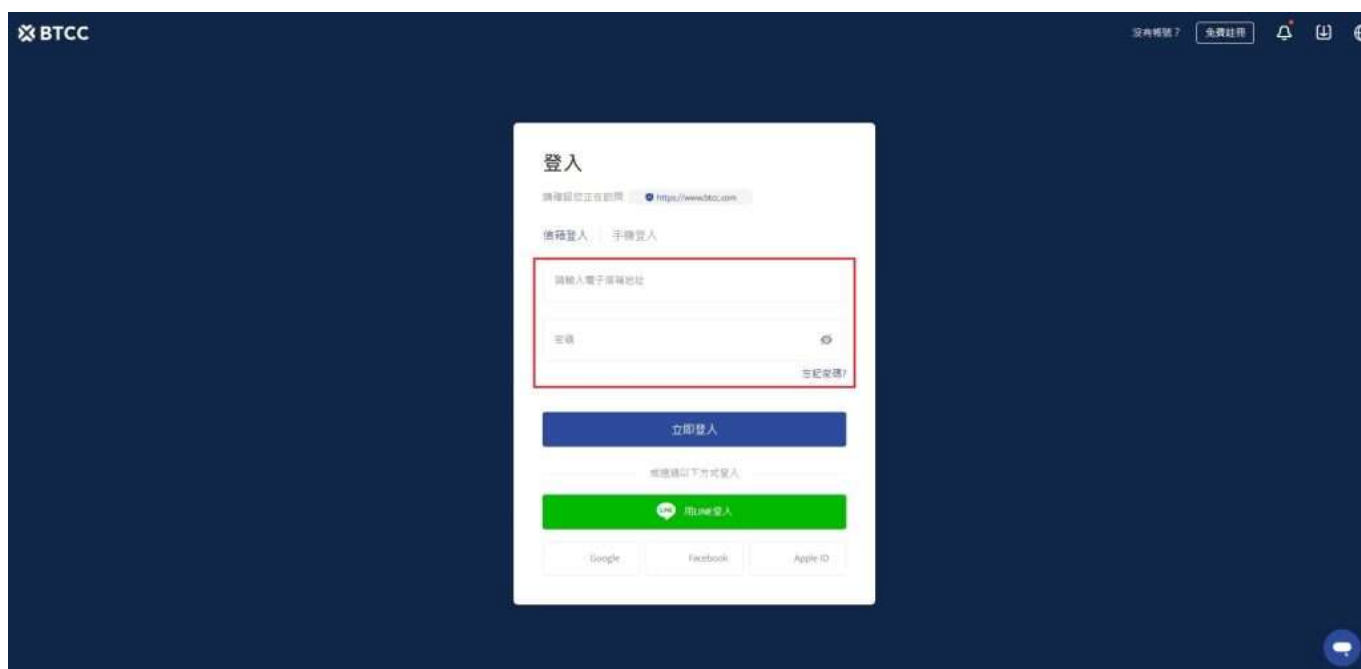 BTCC
沒有帳號？ 免費註冊
登入
請確認您正在訪問 https://www.btcc.com
信箱登入 手機登入
請輸入電子信箱地址
密碼
忘記密碼?
立即登入
或透過以下方式登入
LINE 用LINE登入
Google Facebook Apple ID